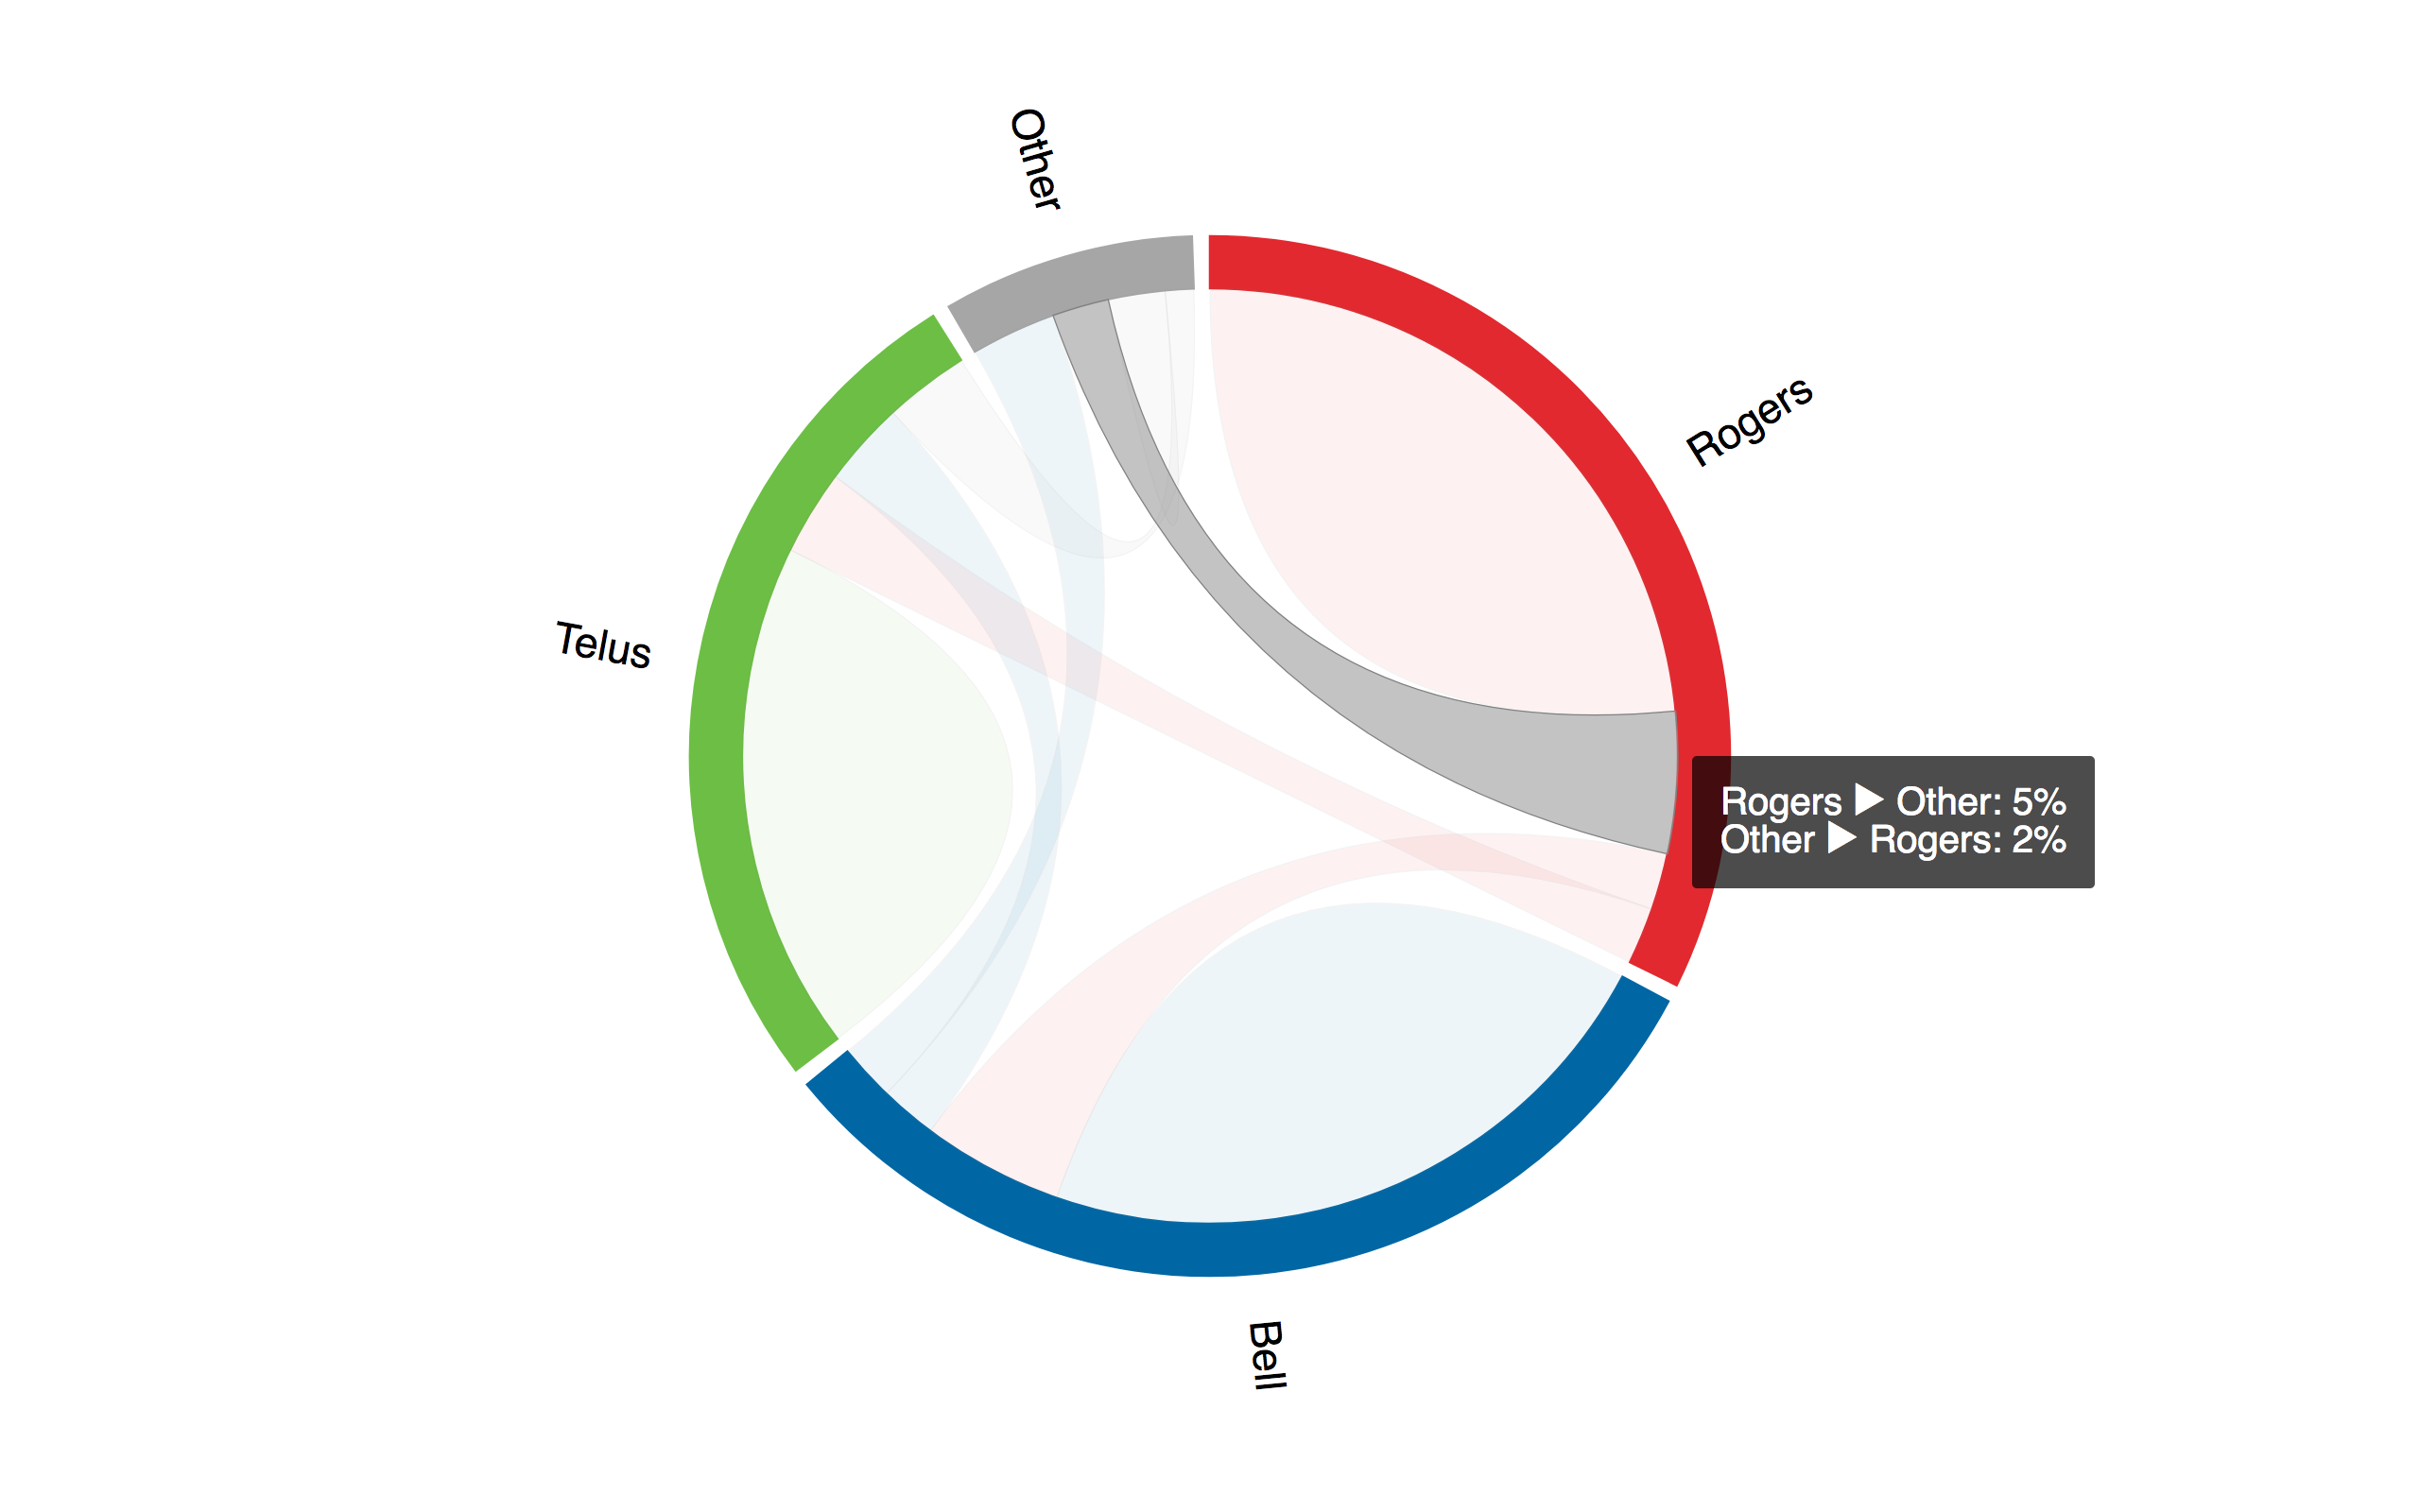 Other
Rogers
Telus
Rogers ▶ Other: 5%
Other ▶ Rogers: 2%
Bell